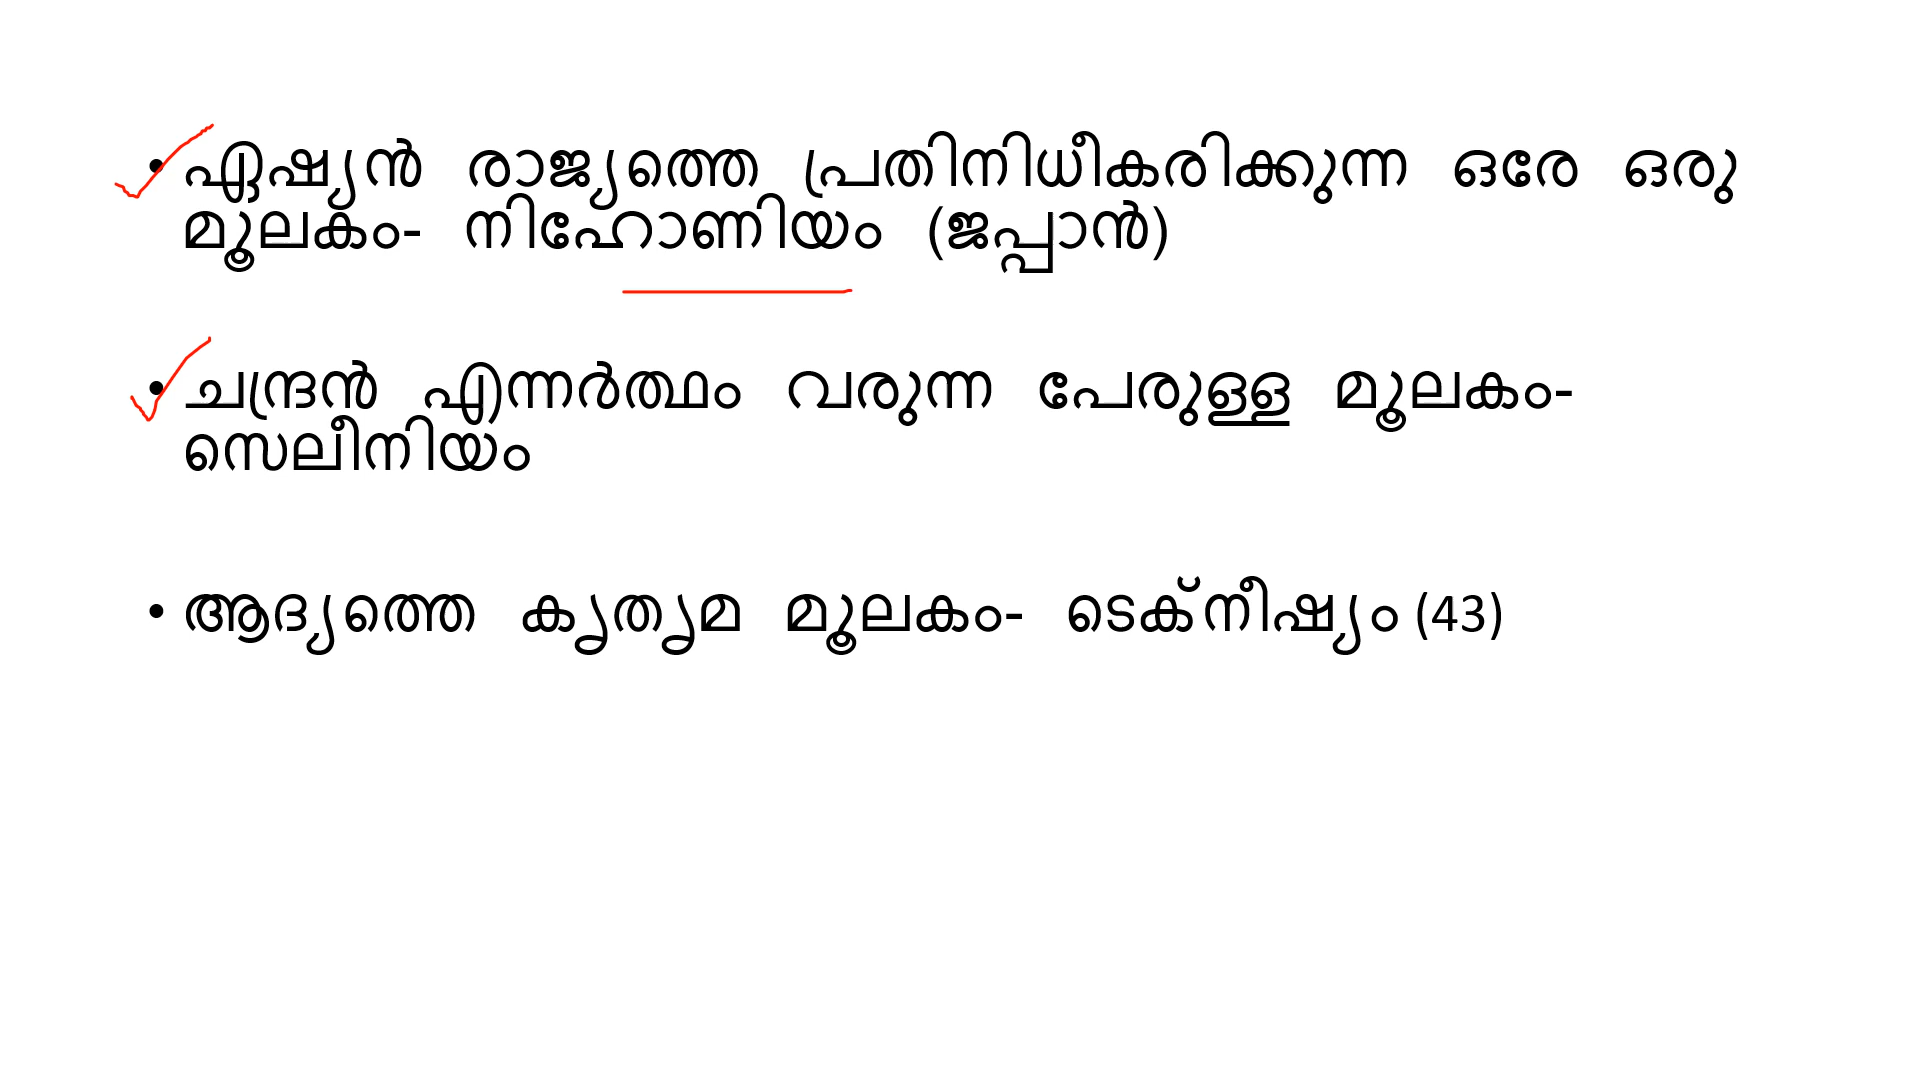 • ഏഷ്യൻ രാജ്യത്തെ പ്രതിനിധീകരിക്കുന്ന ഒരേ ഒരു
മൂലകം- നിഹോണിയം (ജപ്പാൻ)
• ചന്ദ്രൻ എന്നർത്ഥം വരുന്ന പേരുള്ള മൂലകം-
സെലീനിയം
• ആദ്യത്തെ കൃതൃമ മൂലകം- ടെക്നീഷ്യം (43)